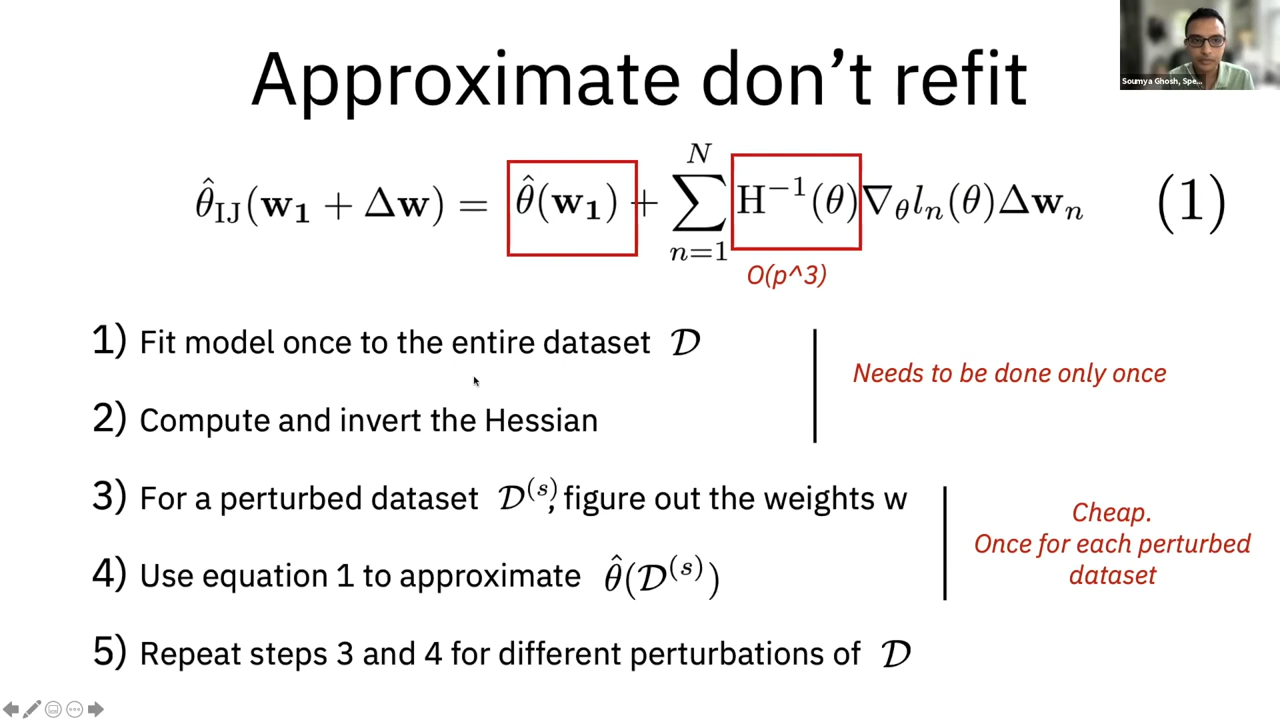 Soumya Ghosh, Spe...
Approximate don't refit
θ̂_IJ(w₁ + Δw) = θ̂(w₁) + ∑_{n=1}^{N} H⁻¹(θ)∇_θ l_n(θ)Δw_n (1)
O(p^3)
1) Fit model once to the entire dataset 𝒟
Needs to be done only once
2) Compute and invert the Hessian
3) For a perturbed dataset 𝒟^(s), figure out the weights w
Cheap.
Once for each perturbed
dataset
4) Use equation 1 to approximate θ̂(𝒟^(s))
5) Repeat steps 3 and 4 for different perturbations of 𝒟